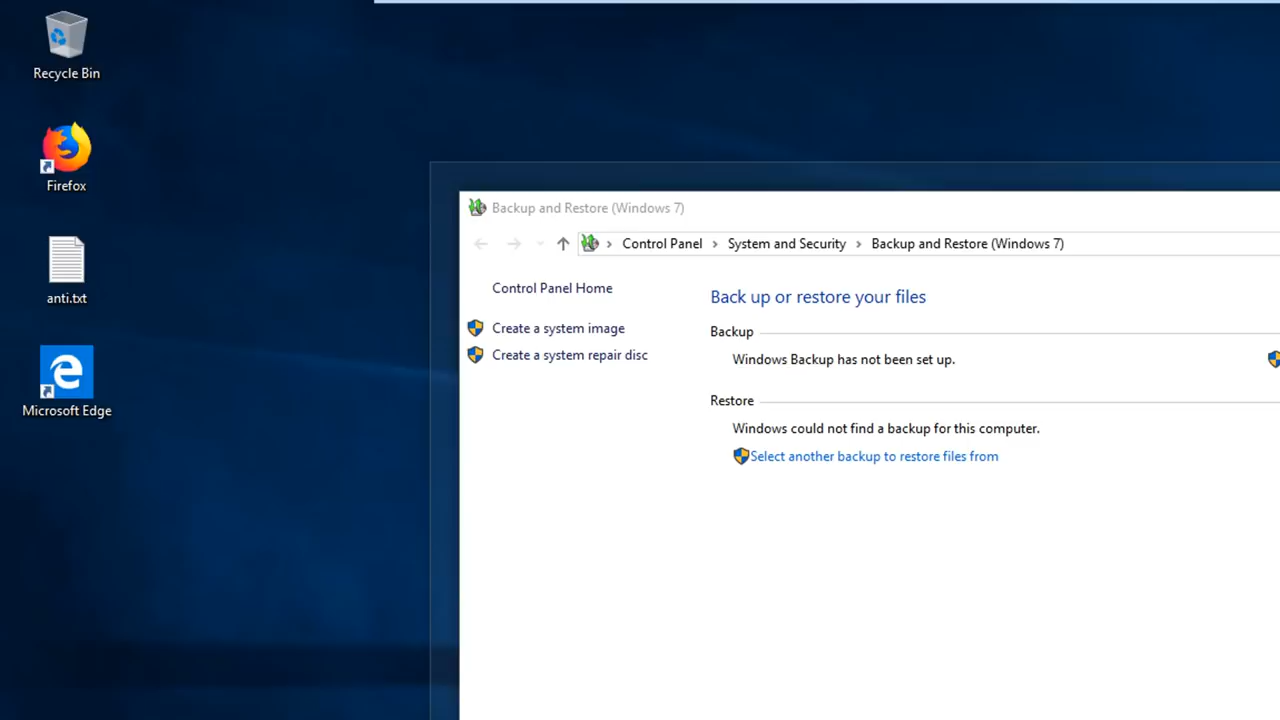 Recycle Bin
Firefox
anti.txt
Microsoft Edge
Backup and Restore (Windows 7)
Control Panel › System and Security › Backup and Restore (Windows 7)
Control Panel Home
Create a system image
Create a system repair disc
Back up or restore your files
Backup
Windows Backup has not been set up.
Restore
Windows could not find a backup for this computer.
Select another backup to restore files from